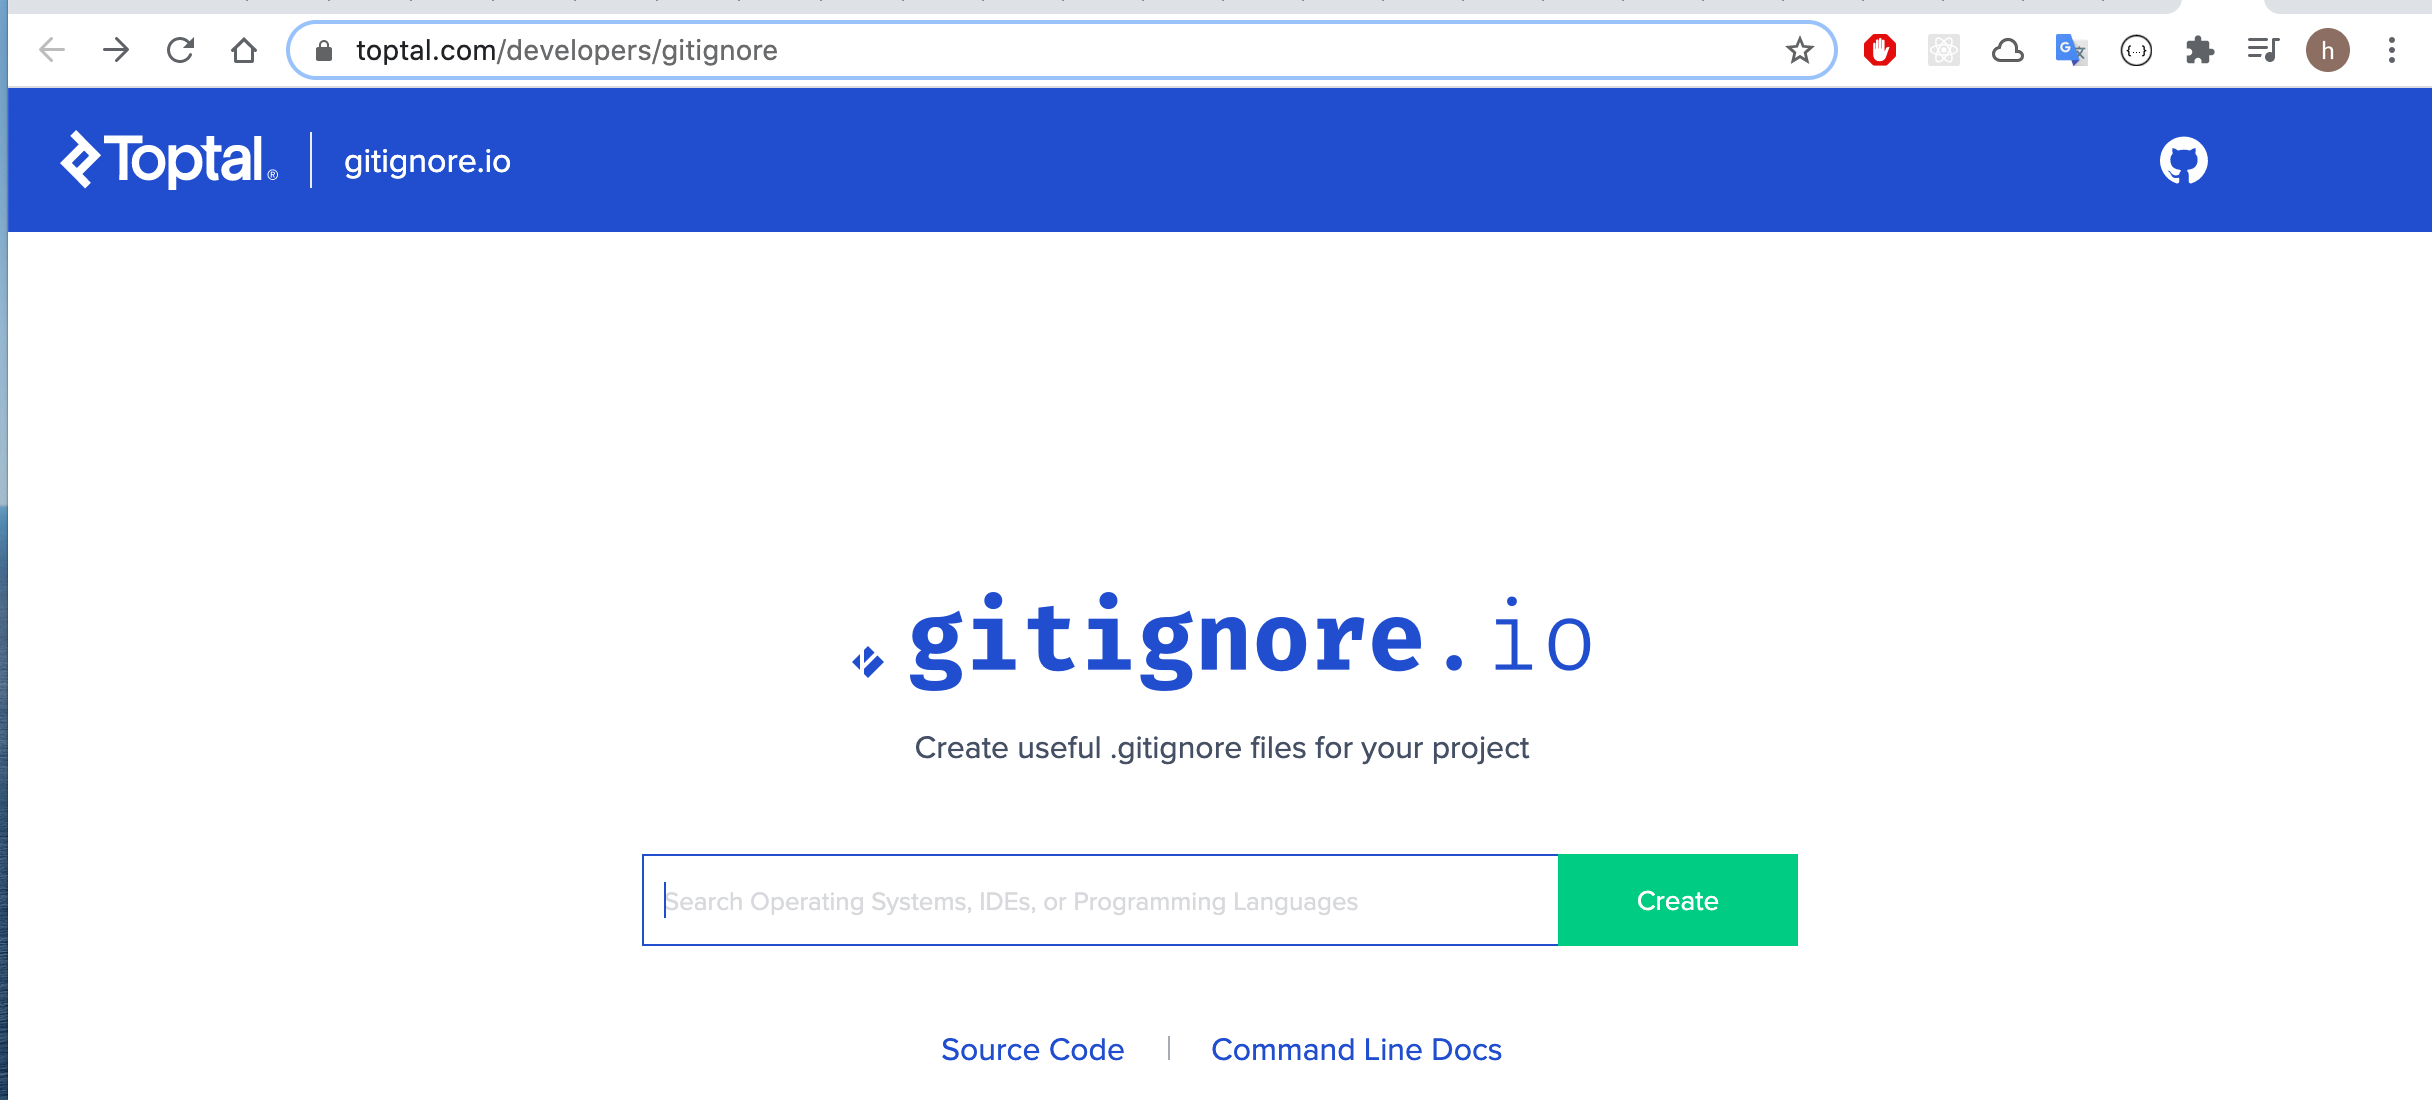 toptal.com/developers/gitignore
h
Toptal®
gitignore.io
.gitignore.io
Create useful .gitignore files for your project
Search Operating Systems, IDEs, or Programming Languages
Create
Source Code | Command Line Docs